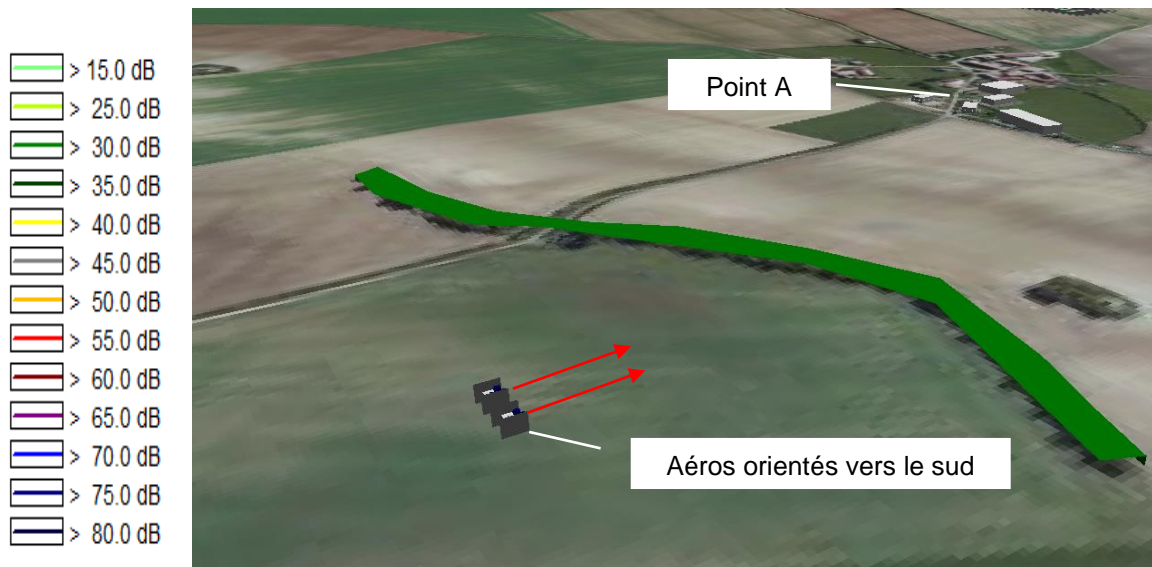 > 15.0 dB
> 25.0 dB
> 30.0 dB
> 35.0 dB
> 40.0 dB
> 45.0 dB
> 50.0 dB
> 55.0 dB
> 60.0 dB
> 65.0 dB
> 70.0 dB
> 75.0 dB
> 80.0 dB
Point A
Aéros orientés vers le sud